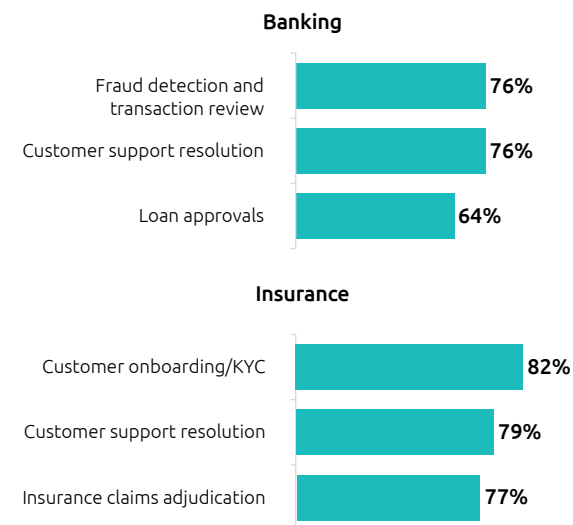 Banking
Fraud detection and
transaction review
76%
Customer support resolution
76%
Loan approvals
64%
Insurance
Customer onboarding/KYC
82%
Customer support resolution
79%
Insurance claims adjudication
77%